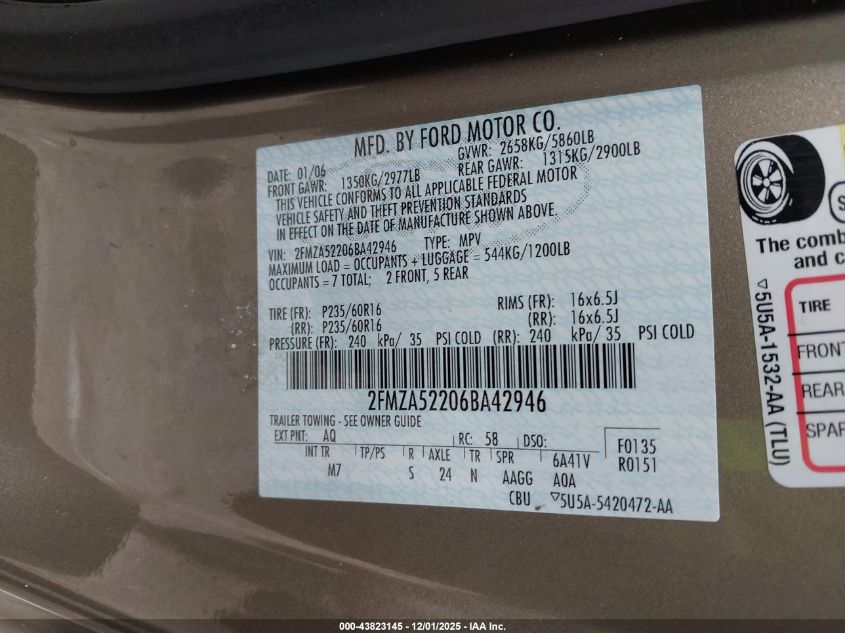 MFD. BY FORD MOTOR CO.
DATE: 01/06 GVWR: 2658KG/5860LB
FRONT GAWR: 1350KG/2977LB REAR GAWR: 1315KG/2900LB
THIS VEHICLE CONFORMS TO ALL APPLICABLE FEDERAL MOTOR
VEHICLE SAFETY AND THEFT PREVENTION STANDARDS
IN EFFECT ON THE DATE OF MANUFACTURE SHOWN ABOVE.
VIN: 2FMZA52206BA42946 TYPE: MPV
MAXIMUM LOAD = OCCUPANTS + LUGGAGE = 544KG/1200LB
OCCUPANTS = 7 TOTAL; 2 FRONT, 5 REAR
TIRE (FR): P235/60R16 RIMS (FR): 16x6.5J
(RR): P235/60R16 (RR): 16x6.5J
PRESSURE (FR): 240 kPa/ 35 PSI COLD (RR): 240 kPa/ 35 PSI COLD
2FMZA52206BA42946
TRAILER TOWING - SEE OWNER GUIDE
EXT PNT: AQ RC: 58 DSO: F0135
INT TR TP/PS R AXLE TR SPR 6A41V R0151
M7 S 24 N AAGG A0A
CBU ▽5U5A-5420472-AA
The comb
and c
TIRE
FRONT
REAR
SPAR
▽5U5A-1532-AA (TLU)
000-43823145 - 12/01/2025 - IAA Inc.